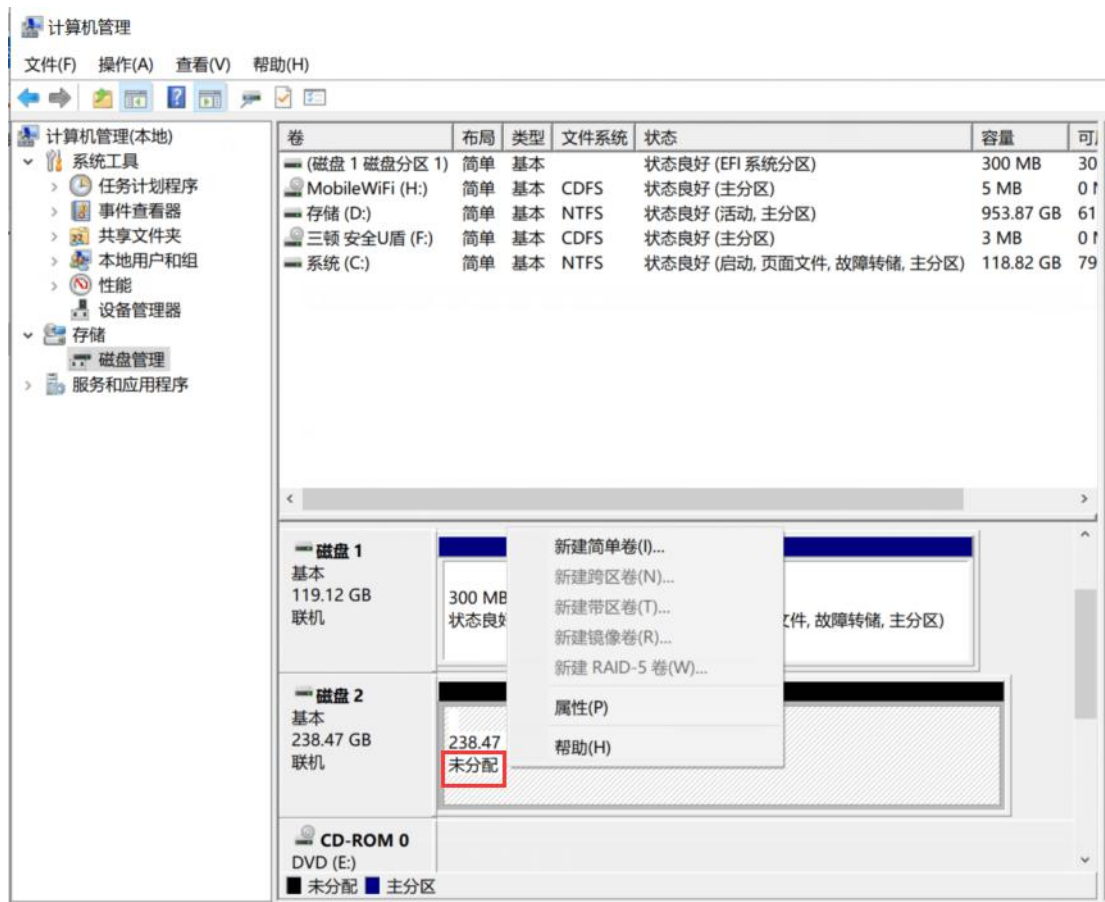 计算机管理
文件(F) 操作(A) 查看(V) 帮助(H)
计算机管理(本地)
系统工具
任务计划程序
事件查看器
共享文件夹
本地用户和组
性能
设备管理器
存储
磁盘管理
服务和应用程序
卷 布局 类型 文件系统 状态 容量
(磁盘 1 磁盘分区 1) 简单 基本 状态良好 (EFI 系统分区) 300 MB 30
MobileWiFi (H:) 简单 基本 CDFS 状态良好 (主分区) 5 MB 0
存储 (D:) 简单 基本 NTFS 状态良好 (活动, 主分区) 953.87 GB 61
三顿 安全U盾 (F:) 简单 基本 CDFS 状态良好 (主分区) 3 MB 0
系统 (C:) 简单 基本 NTFS 状态良好 (启动, 页面文件, 故障转储, 主分区) 118.82 GB 79
磁盘 1
基本
119.12 GB
联机
300 MB
状态良
件, 故障转储, 主分区)
新建简单卷(I)...
新建跨区卷(N)...
新建带区卷(T)...
新建镜像卷(R)...
新建 RAID-5 卷(W)...
属性(P)
帮助(H)
磁盘 2
基本
238.47 GB
联机
238.47
未分配
CD-ROM 0
DVD (E:)
未分配 主分区